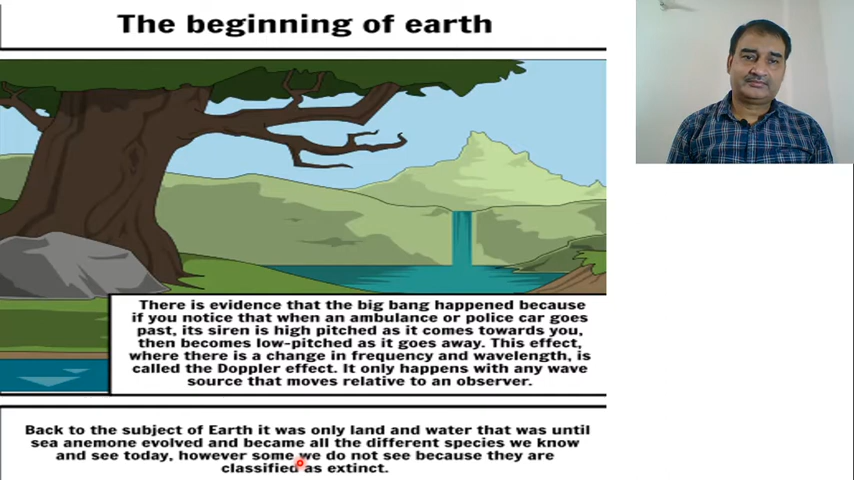 The beginning of earth
There is evidence that the big bang happened because
if you notice that when an ambulance or police car goes
past, its siren is high pitched as it comes towards you,
then becomes low-pitched as it goes away. This effect,
where there is a change in frequency and wavelength, is
called the Doppler effect. It only happens with any wave
source that moves relative to an observer.
Back to the subject of Earth it was only land and water that was until
sea anemone evolved and became all the different species we know
and see today, however some we do not see because they are
classified as extinct.